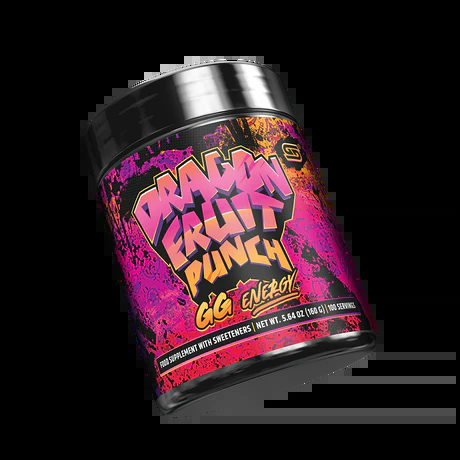 DRAGON
FRUIT
PUNCH
GG ENERGY
FOOD SUPPLEMENT WITH SWEETENERS | NET WT. 5.64 OZ (160 G) | 100 SERVINGS